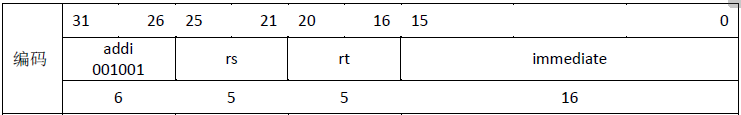 31 26 25 21 20 16 15 0
编码
addi
001001
rs rt immediate
6 5 5 16